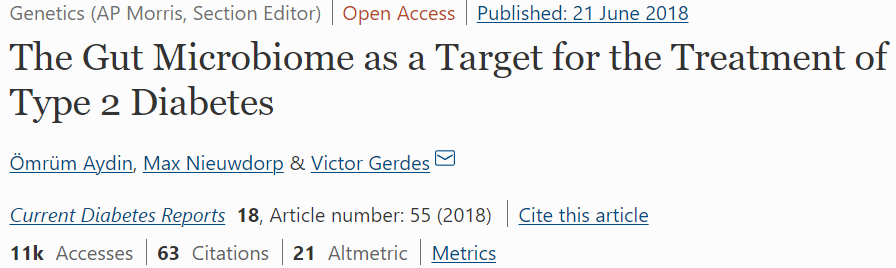 Genetics (AP Morris, Section Editor) | Open Access | Published: 21 June 2018
The Gut Microbiome as a Target for the Treatment of
Type 2 Diabetes
Ömrüm Aydin, Max Nieuwdorp & Victor Gerdes
Current Diabetes Reports 18, Article number: 55 (2018) | Cite this article
11k Accesses | 63 Citations | 21 Altmetric | Metrics